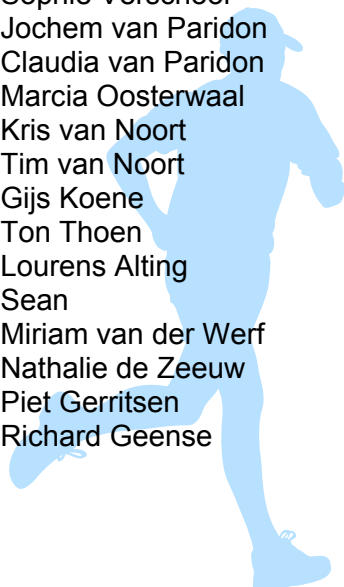 Jochem van Paridon
Claudia van Paridon
Marcia Oosterwaal
Kris van Noort
Tim van Noort
Gijs Koene
Ton Thoen
Lourens Alting
Sean
Miriam van der Werf
Nathalie de Zeeuw
Piet Gerritsen
Richard Geense